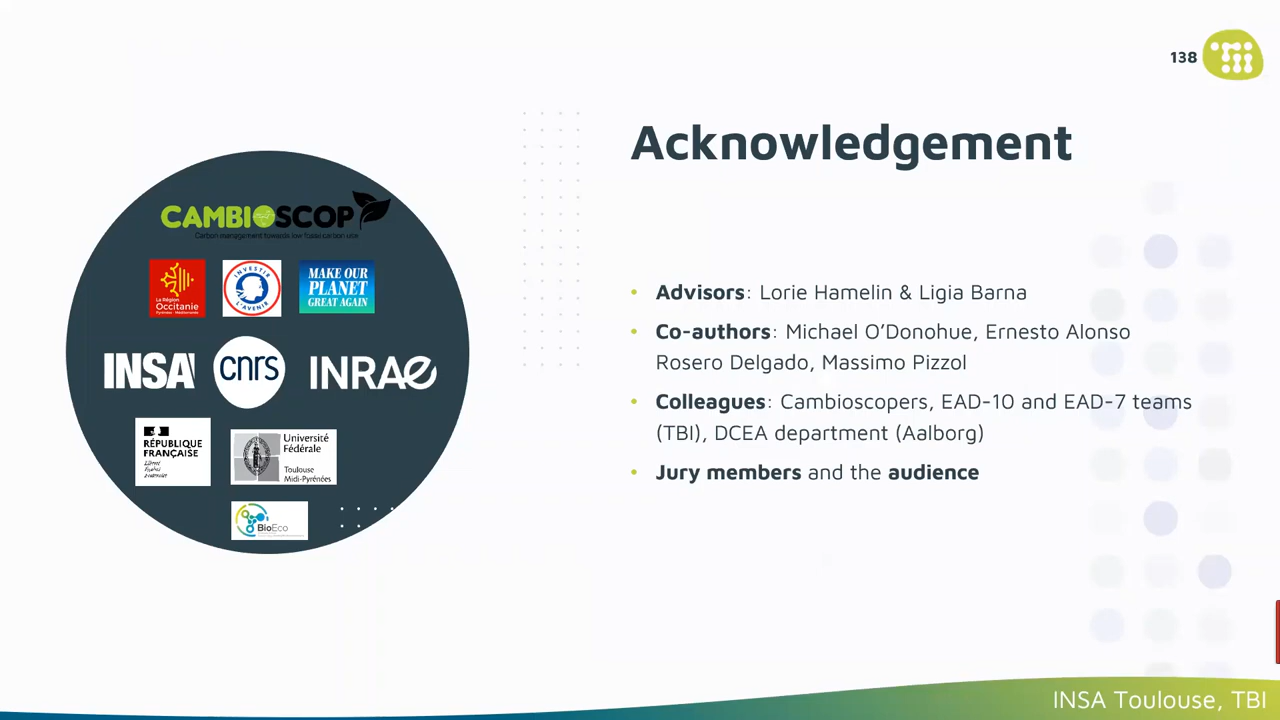 138
Acknowledgement
CAMBIOSCOP
Carbon management towards low fossil carbon use
La Région
Occitanie
Pyrénées - Méditerranée
INVESTIR
L'AVENIR
MAKE OUR
PLANET
GREAT AGAIN
INSA
cnrs
INRAE
RÉPUBLIQUE
FRANÇAISE
Liberté
Égalité
Fraternité
Université
Fédérale
Toulouse
Midi-Pyrénées
BioEco
• Advisors: Lorie Hamelin & Ligia Barna
• Co-authors: Michael O’Donohue, Ernesto Alonso
Rosero Delgado, Massimo Pizzol
• Colleagues: Cambioscopers, EAD-10 and EAD-7 teams
(TBI), DCEA department (Aalborg)
• Jury members and the audience
INSA Toulouse, TBI